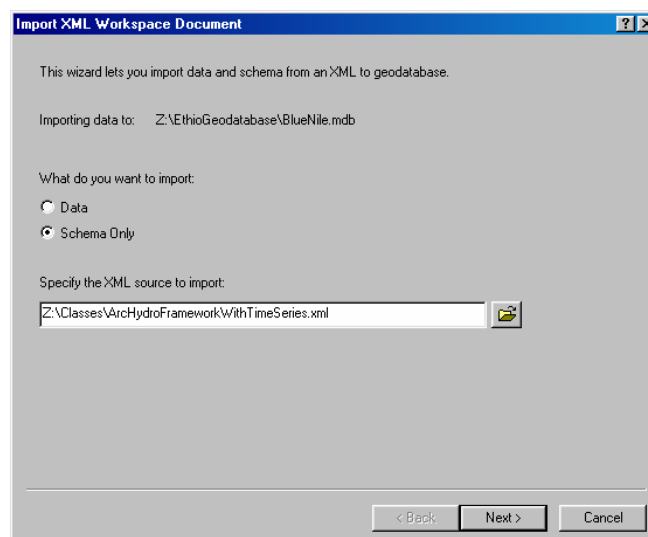 Import XML Workspace Document
This wizard lets you import data and schema from an XML to geodatabase.
Importing data to: Z:\EthioGeodatabase\BlueNile.mdb
What do you want to import:
Data
Schema Only
Specify the XML source to import:
Z:\Classes\ArcHydroFrameworkWithTimeSeries.xml
< Back Next > Cancel